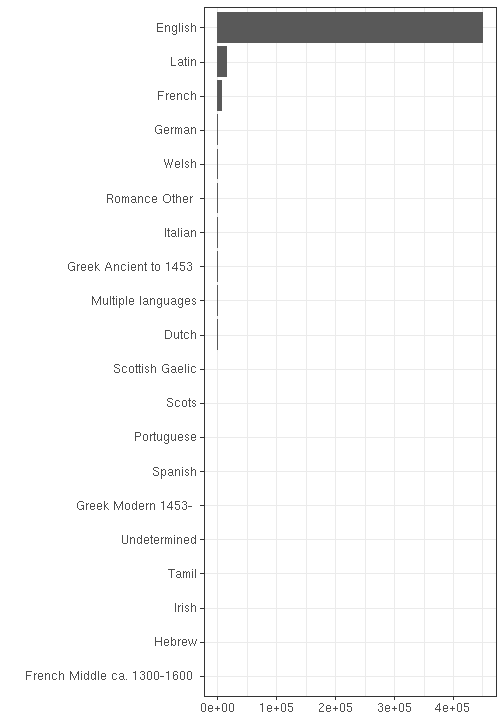 English
Latin
French
German
Welsh
Romance Other
Italian
Greek Ancient to 1453
Multiple languages
Dutch
Scottish Gaelic
Scots
Portuguese
Spanish
Greek Modern 1453-
Undetermined
Tamil
Irish
Hebrew
French Middle ca. 1300-1600
0e+00 1e+05 2e+05 3e+05 4e+05